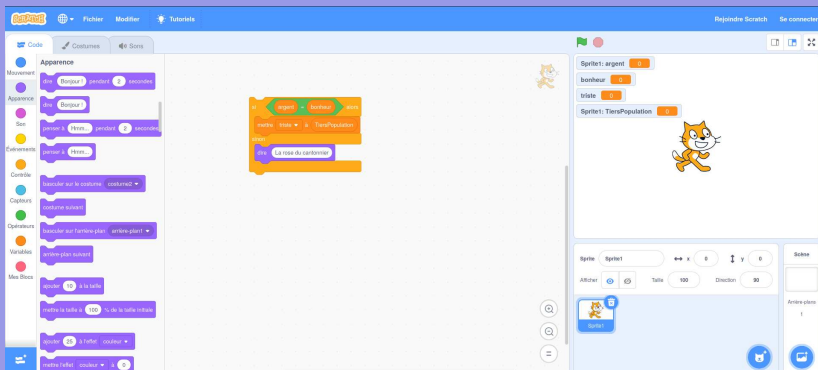 SCRATCH Fichier Modifier Tutoriels Rejoindre Scratch Se connecter
Code Costumes Sons
Mouvement
Apparence
Son
Événements
Contrôle
Capteurs
Opérateurs
Variables
Mes Blocs
Apparence
dire Bonjour ! pendant 2 secondes
dire Bonjour !
penser à Hmm... pendant 2 secondes
penser à Hmm...
basculer sur le costume costume2
costume suivant
basculer sur l'arrière-plan arrière-plan1
arrière-plan suivant
ajouter 10 à la taille
mettre la taille à 100 % de la taille initiale
ajouter 25 à l'effet couleur
mettre l'effet couleur à 0
si argent = bonheur alors
mettre triste à TiersPopulation
sinon
dire La rose du cantonnier
Sprite1: argent 0
bonheur 0
triste 0
Sprite1: TiersPopulation 0
Sprite Sprite1 x 0 y 0
Afficher Taille 100 Direction 90
Sprite1
Scène
Arrière-plans
1